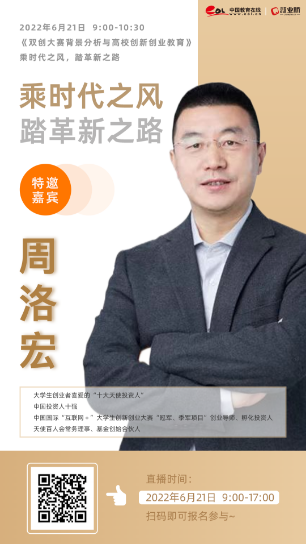 2022年6月21日 9:00-10:30
《双创大赛背景分析与高校创新创业教育》
乘时代之风，踏革新之路
中国教育在线
www.eol.cn
就业桥
乘时代之风
踏革新之路
特邀
嘉宾
周洛宏
大学生创业者喜爱的“十大天使投资人”
中国投资人十强
中国国际“互联网+”大学生创新创业大赛“冠军、季军项目”创业导师、孵化投资人
天使百人会常务理事、基金创始合伙人
直播时间：
2022年6月21日 9:00-17:00
扫码即可报名参与~